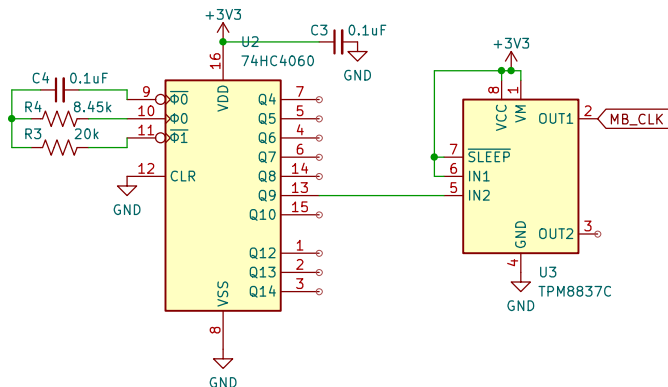 +3V3
C3
0.1uF
GND
U2
74HC4060
16
VDD
C4 0.1uF
R4 8.45k
R3 20k
9
10
11
12
Φ0
Φ0
Φ1
CLR
GND
Q4 7
Q5 5
Q6 4
Q7 6
Q8 14
Q9 13
Q10 15
Q12 1
Q13 2
Q14 3
VSS
8
GND
+3V3
8
1
VCC
VM
OUT1 2
MB_CLK
7 SLEEP
6 IN1
5 IN2
OUT2 3
GND
4
GND
U3
TPM8837C